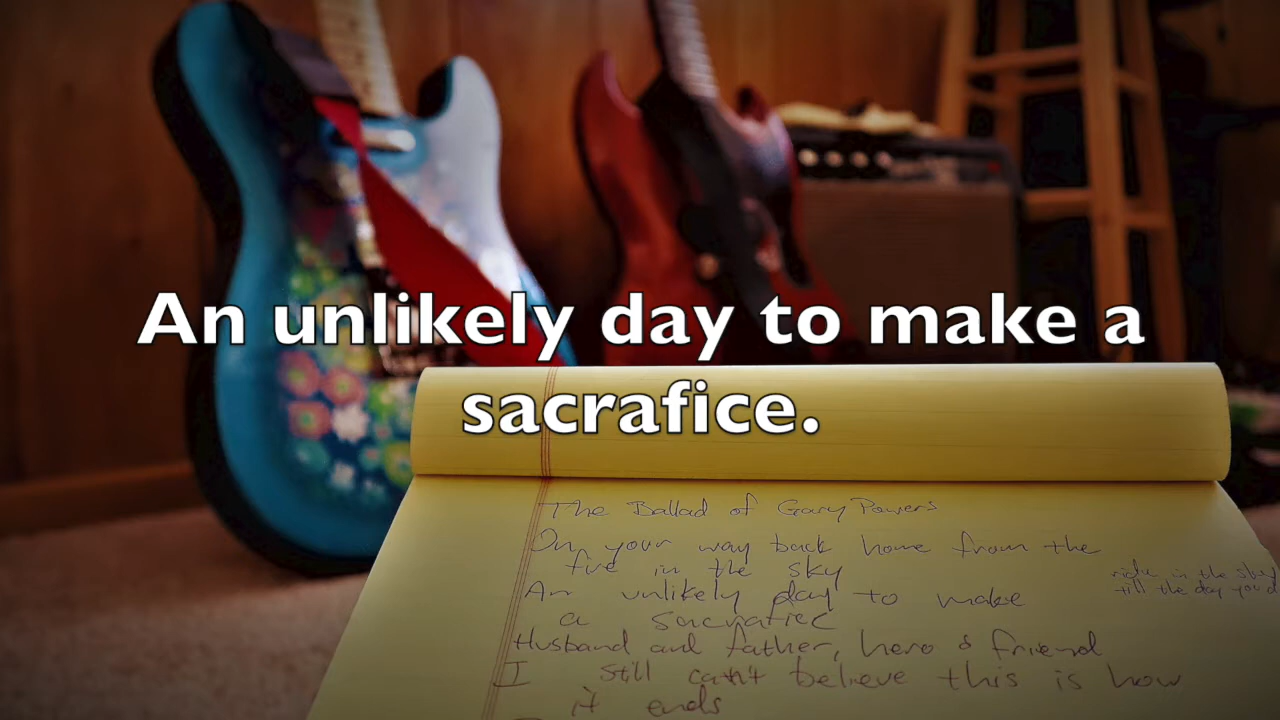 An unlikely day to make a
sacrafice.
The Ballad of Gary Powers
On your way back home from the
fire in the sky
ride in the sky
till the day you d
An unlikely day to make
a sacrafice
Husband and father, hero & friend
I still can't believe this is how
it ends